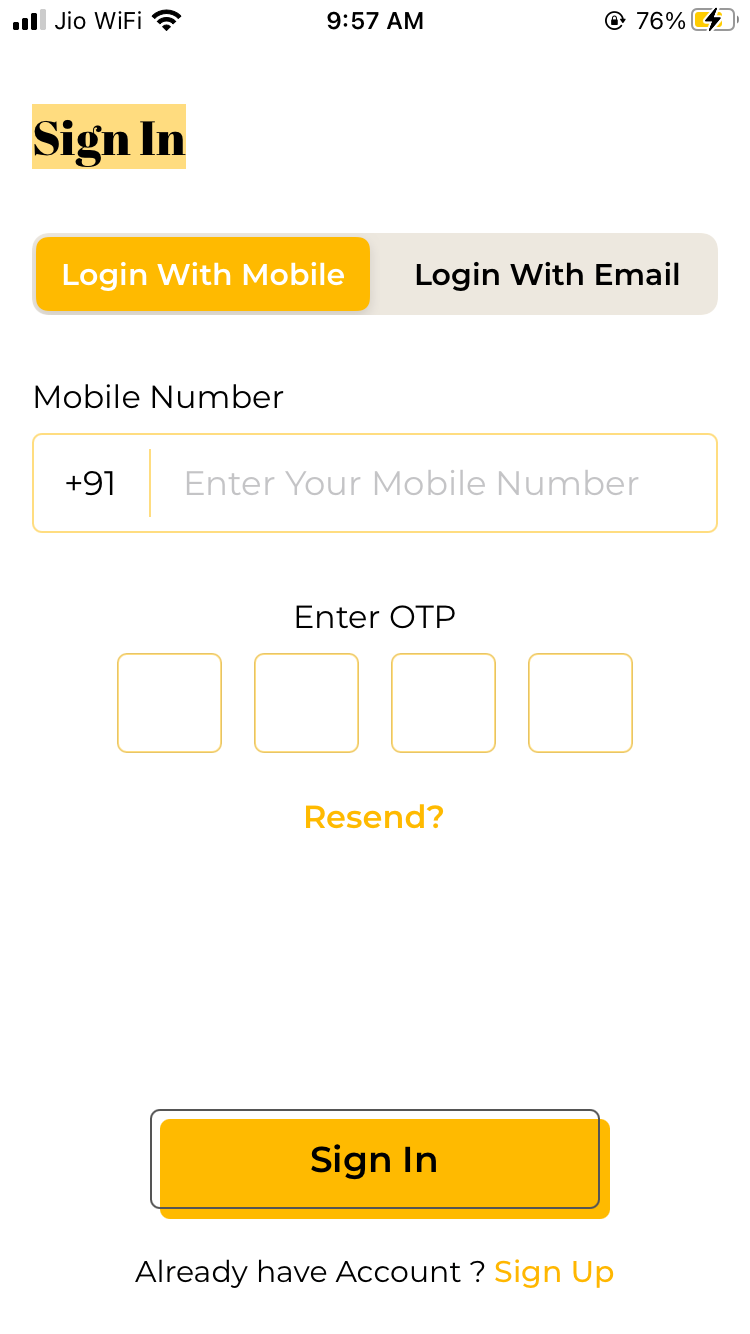 Jio WiFi 9:57 AM 76%
Sign In
Login With Mobile Login With Email
Mobile Number
+91 Enter Your Mobile Number
Enter OTP
Resend?
Sign In
Already have Account ? Sign Up